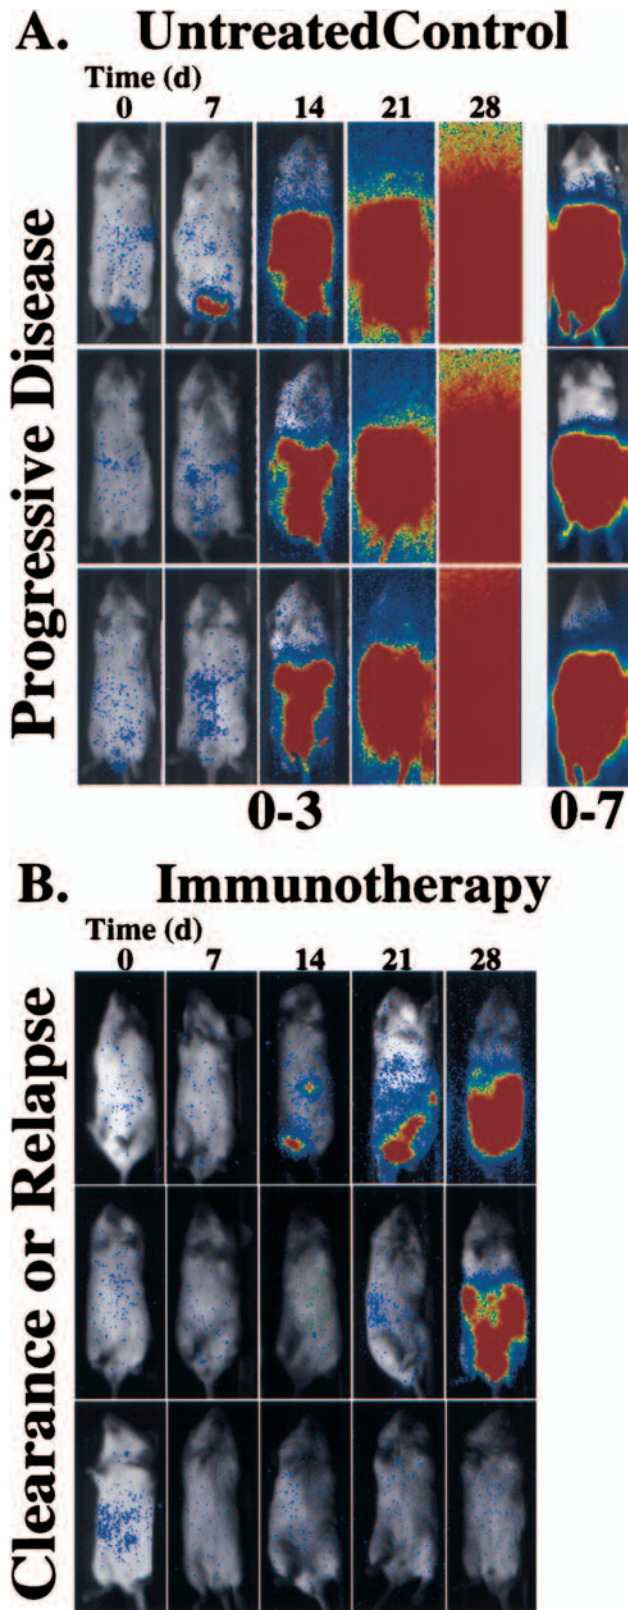 A. UntreatedControl
Time (d)
0 7 14 21 28
Progressive Disease
0-3 0-7
B. Immunotherapy
Time (d)
0 7 14 21 28
Clearance or Relapse